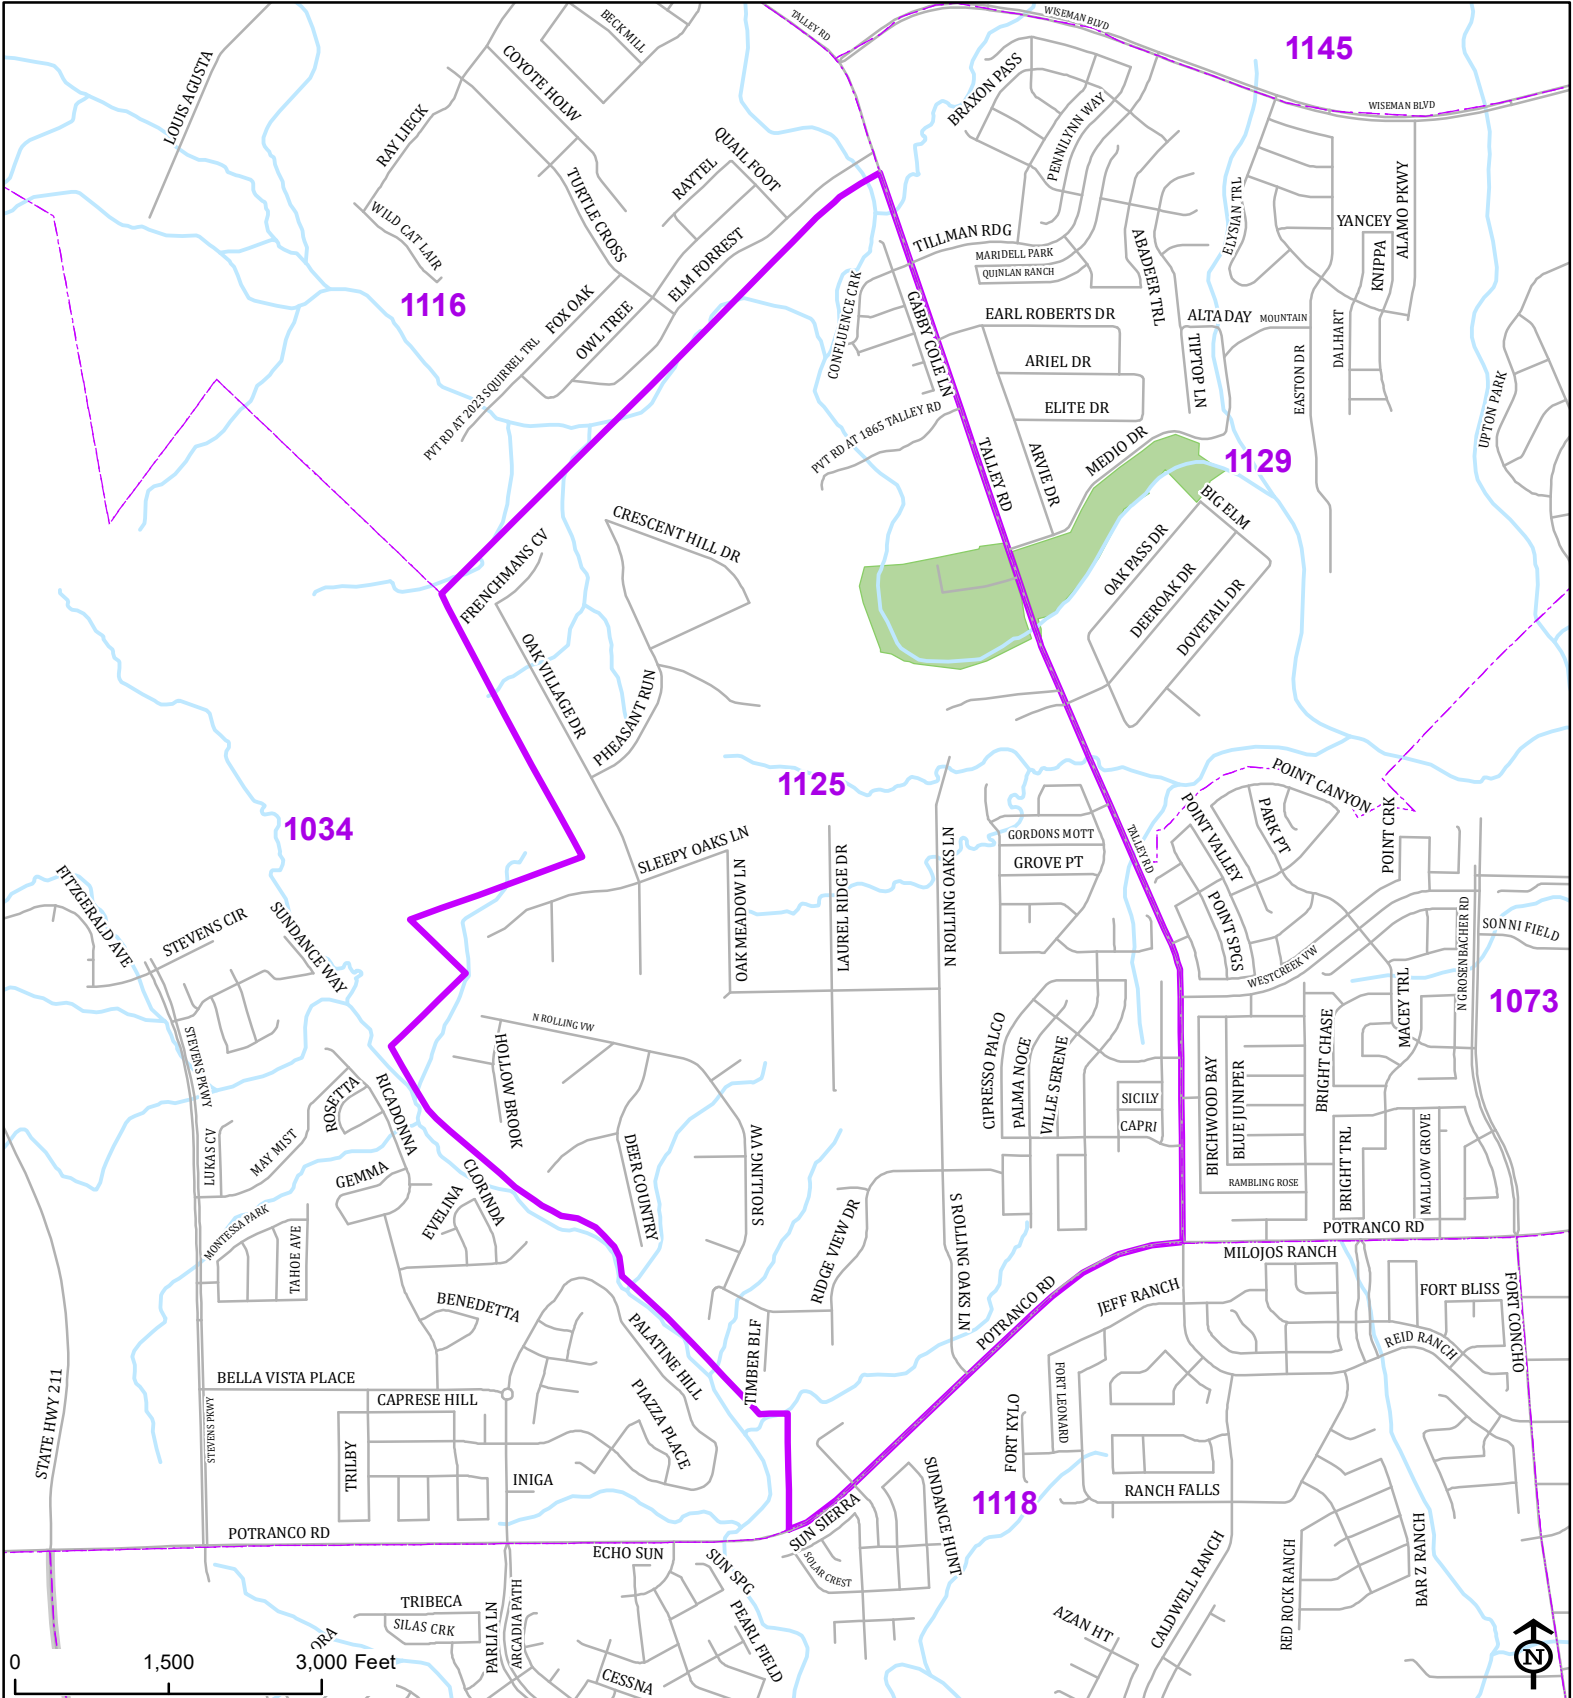 TALLEY RD
WISEMAN BLVD
1145
WISEMAN BLVD
BECK MILL
COYOTE HOLW
LOUIS AGUSTA
RAY LIECK
BRAXON PASS
PENNILYNN WAY
QUAIL FOOT
RAYTEL
TURTLE CROSS
WILD CAT LAIR
ELM FORREST
1116
FOX OAK
OWL TREE
PVT RD AT 2023 SQUIRREL TRL
TILLMAN RDG
MARIDELL PARK
QUINLAN RANCH
ABADEER TRL
ELYSIAN TRL
YANCEY
KNIPPA
ALAMO PKWY
CONFLUENCE CRK
GABBY COLE LN
EARL ROBERTS DR
ALTA DAY
MOUNTAIN
ARIEL DR
TIPTOP LN
DALHART
EASTON DR
ELITE DR
UPTON PARK
PVT RD AT 1865 TALLEY RD
TALLEY RD
ARVIE DR
MEDIO DR
1129
BIG ELM
CRESCENT HILL DR
FRENCHMANS CV
OAK PASS DR
DEEROAK DR
DOVETAIL DR
OAK VILLAGE DR
PHEASANT RUN
1125
1034
POINT CANYON
POINT VALLEY
PARK PT
POINT CRK
TALLEY RD
GORDONS MOTT
GROVE PT
SLEEPY OAKS LN
OAK MEADOW LN
LAUREL RIDGE DR
N ROLLING OAKS LN
POINT SPGS
WESTCREEK VW
N GROSENBACHER RD
SONNI FIELD
FITZGERALD AVE
STEVENS CIR
SUNDANCE WAY
MACEY TRL
1073
N ROLLING VW
HOLLOW BROOK
CIPRESSO PALCO
PALMA NOCE
VILLE SERENE
SICILY
CAPRI
BIRCHWOOD BAY
BLUE JUNIPER
BRIGHT CHASE
STEVENS PKWY
ROSETTA
RICADONNA
LUKAS CV
MAY MIST
GEMMA
CLORINDA
EVELINA
DEER COUNTRY
S ROLLING VW
RAMBLING ROSE
BRIGHT TRL
MALLOW GROVE
MONTESSA PARK
TAHOE AVE
RIDGE VIEW DR
S ROLLING OAKS LN
POTRANCO RD
MILOJOS RANCH
POTRANCO RD
JEFF RANCH
FORT BLISS
FORT CONCHO
REID RANCH
BENEDETTA
PALATINE HILL
TIMBER BLF
BELLA VISTA PLACE
CAPRESE HILL
PIAZZA PLACE
FORT LEONARD
FORT KYLO
STATE HWY 211
STEVENS PKWY
TRILBY
INIGA
SUNDANCE HUNT
1118
RANCH FALLS
SUN SIERRA
POTRANCO RD
ECHO SUN
SOLAR CREST
SUN SPG
PEARL FIELD
CALDWELL RANCH
RED ROCK RANCH
BAR Z RANCH
TRIBECA
SILAS CRK
PARLIA LN
ARCADIA PATH
AZAN HT
ORA
CESSNA
0 1,500 3,000 Feet
N